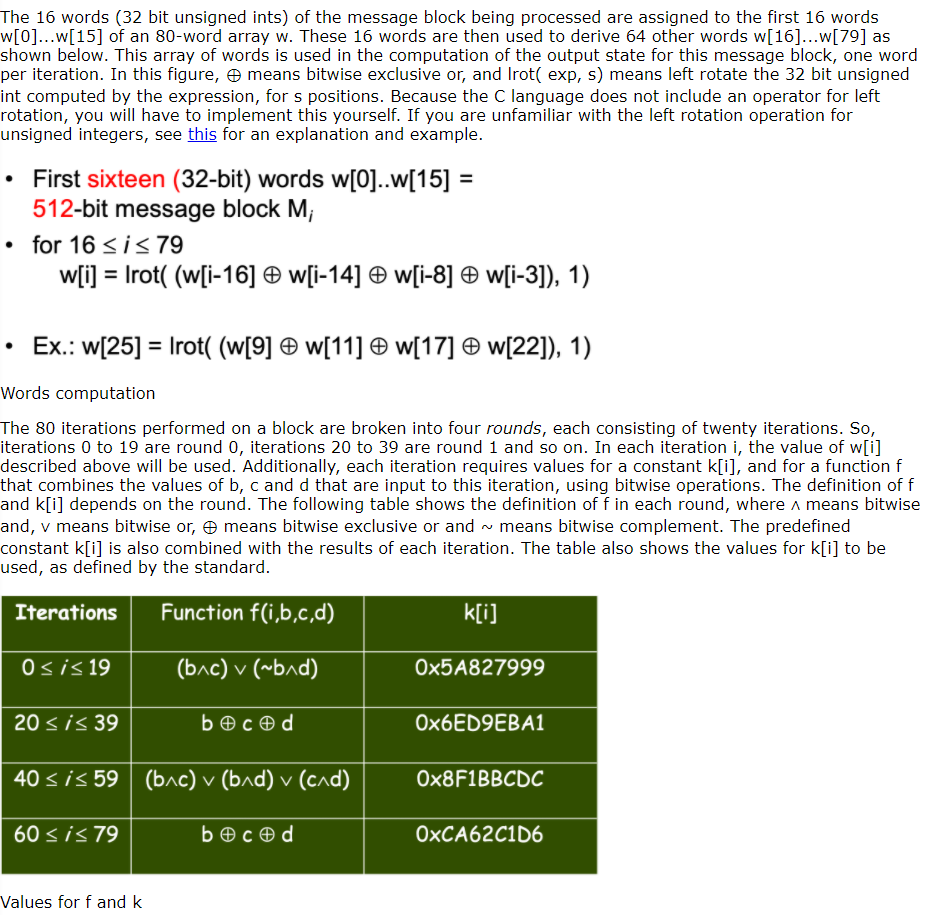 The 16 words (32 bit unsigned ints) of the message block being processed are assigned to the first 16 words
w[0]...w[15] of an 80-word array w. These 16 words are then used to derive 64 other words w[16]...w[79] as
shown below. This array of words is used in the computation of the output state for this message block, one word
per iteration. In this figure, ⊕ means bitwise exclusive or, and lrot( exp, s) means left rotate the 32 bit unsigned
int computed by the expression, for s positions. Because the C language does not include an operator for left
rotation, you will have to implement this yourself. If you are unfamiliar with the left rotation operation for
unsigned integers, see this for an explanation and example.
• First sixteen (32-bit) words w[0]..w[15] =
512-bit message block Mᵢ
• for 16 ≤ i ≤ 79
w[i] = lrot( (w[i-16] ⊕ w[i-14] ⊕ w[i-8] ⊕ w[i-3]), 1)
• Ex.: w[25] = lrot( (w[9] ⊕ w[11] ⊕ w[17] ⊕ w[22]), 1)
Words computation
The 80 iterations performed on a block are broken into four rounds, each consisting of twenty iterations. So,
iterations 0 to 19 are round 0, iterations 20 to 39 are round 1 and so on. In each iteration i, the value of w[i]
described above will be used. Additionally, each iteration requires values for a constant k[i], and for a function f
that combines the values of b, c and d that are input to this iteration, using bitwise operations. The definition of f
and k[i] depends on the round. The following table shows the definition of f in each round, where ∧ means bitwise
and, ∨ means bitwise or, ⊕ means bitwise exclusive or and ~ means bitwise complement. The predefined
constant k[i] is also combined with the results of each iteration. The table also shows the values for k[i] to be
used, as defined by the standard.
Iterations Function f(i,b,c,d) k[i]
0 ≤ i ≤ 19 (b∧c) ∨ (~b∧d) 0x5A827999
20 ≤ i ≤ 39 b ⊕ c ⊕ d 0x6ED9EBA1
40 ≤ i ≤ 59 (b∧c) ∨ (b∧d) ∨ (c∧d) 0x8F1BBCDC
60 ≤ i ≤ 79 b ⊕ c ⊕ d 0xCA62C1D6
Values for f and k